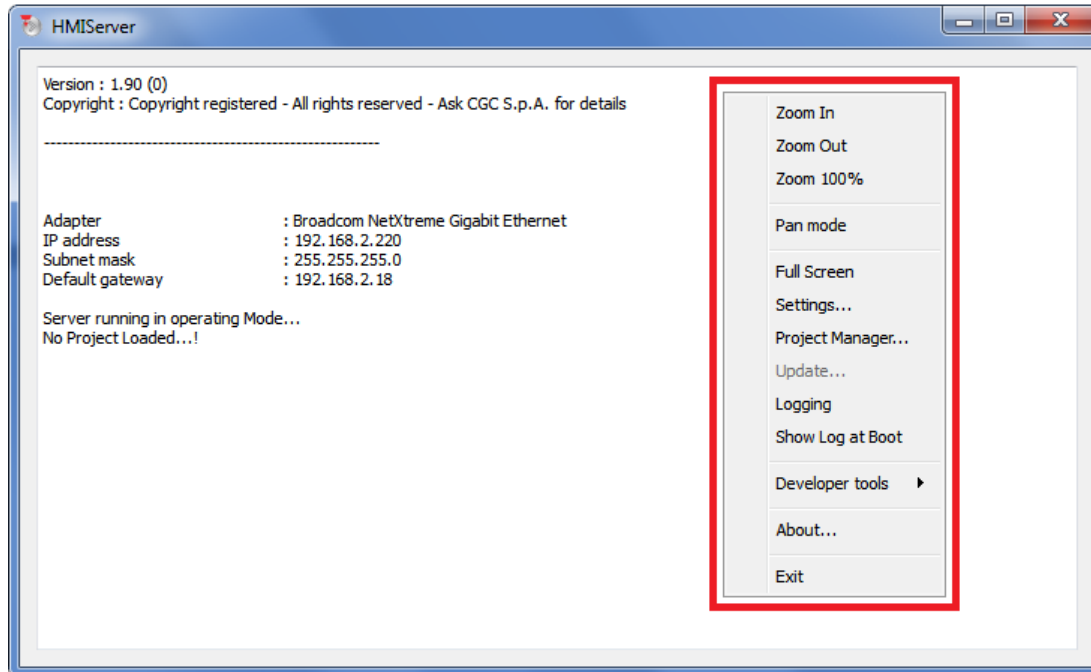 HMIServer
Version : 1.90 (0)
Copyright : Copyright registered - All rights reserved - Ask CGC S.p.A. for details
--------------------------------------------------------
Adapter : Broadcom NetXtreme Gigabit Ethernet
IP address : 192.168.2.220
Subnet mask : 255.255.255.0
Default gateway : 192.168.2.18
Server running in operating Mode...
No Project Loaded...!
Zoom In
Zoom Out
Zoom 100%
Pan mode
Full Screen
Settings...
Project Manager...
Update...
Logging
Show Log at Boot
Developer tools
About...
Exit